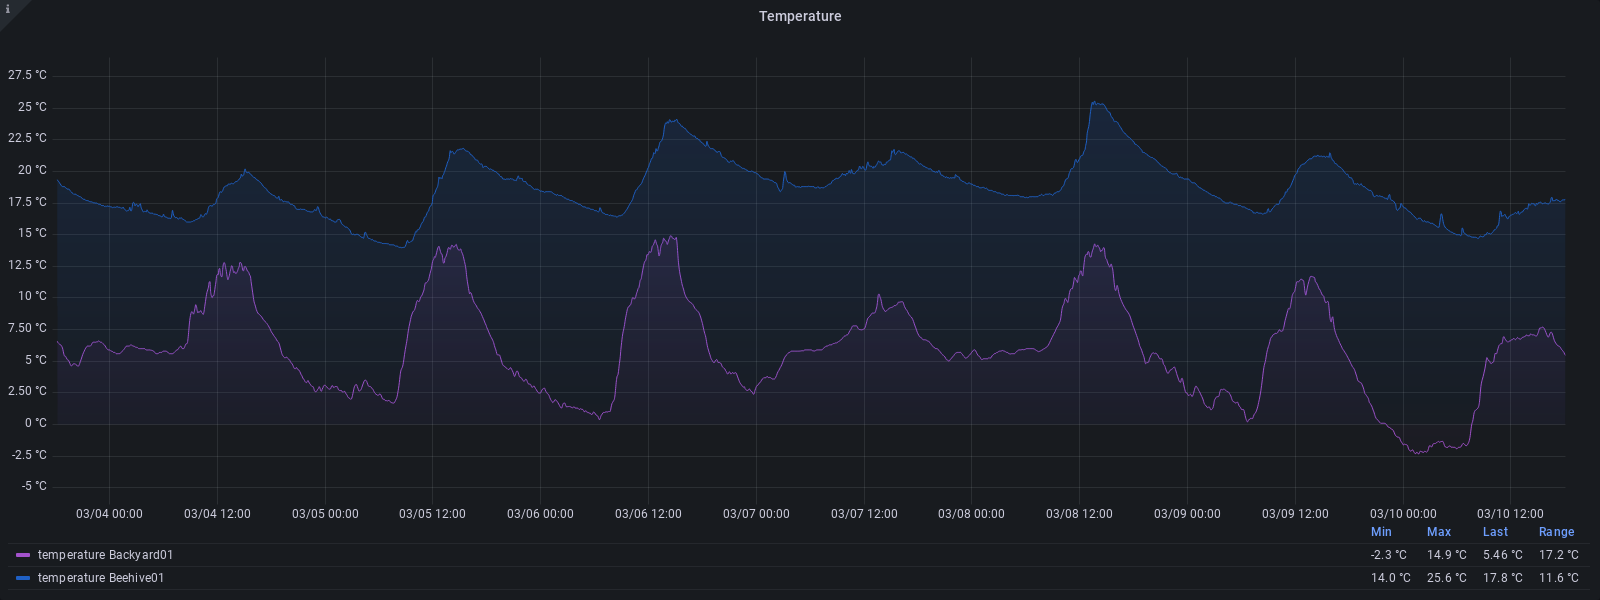 i
Temperature
27.5 °C
25 °C
22.5 °C
20 °C
17.5 °C
15 °C
12.5 °C
10 °C
7.50 °C
5 °C
2.50 °C
0 °C
-2.5 °C
-5 °C
03/04 00:00 03/04 12:00 03/05 00:00 03/05 12:00 03/06 00:00 03/06 12:00 03/07 00:00 03/07 12:00 03/08 00:00 03/08 12:00 03/09 00:00 03/09 12:00 03/10 00:00 03/10 12:00
Min Max Last Range
temperature Backyard01 -2.3 °C 14.9 °C 5.46 °C 17.2 °C
temperature Beehive01 14.0 °C 25.6 °C 17.8 °C 11.6 °C